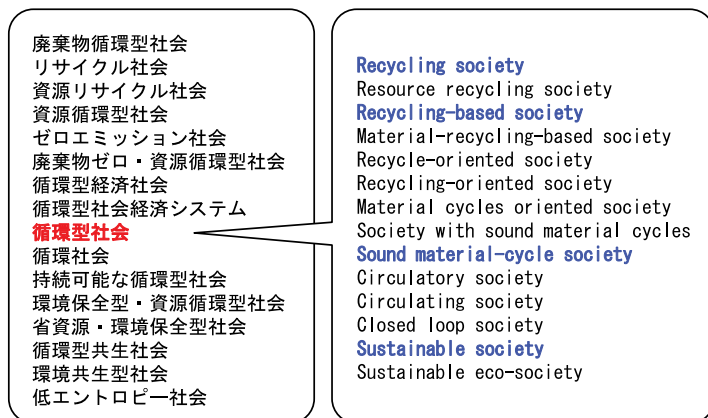 廃棄物循環型社会
リサイクル社会
資源リサイクル社会
資源循環型社会
ゼロエミッション社会
廃棄物ゼロ・資源循環型社会
循環型経済社会
循環型社会経済システム
循環型社会
循環社会
持続可能な循環型社会
環境保全型・資源循環型社会
省資源・環境保全型社会
循環型共生社会
環境共生型社会
低エントロピー社会
Recycling society
Resource recycling society
Recycling-based society
Material-recycling-based society
Recycle-oriented society
Recycling-oriented society
Material cycles oriented society
Society with sound material cycles
Sound material-cycle society
Circulatory society
Circulating society
Closed loop society
Sustainable society
Sustainable eco-society